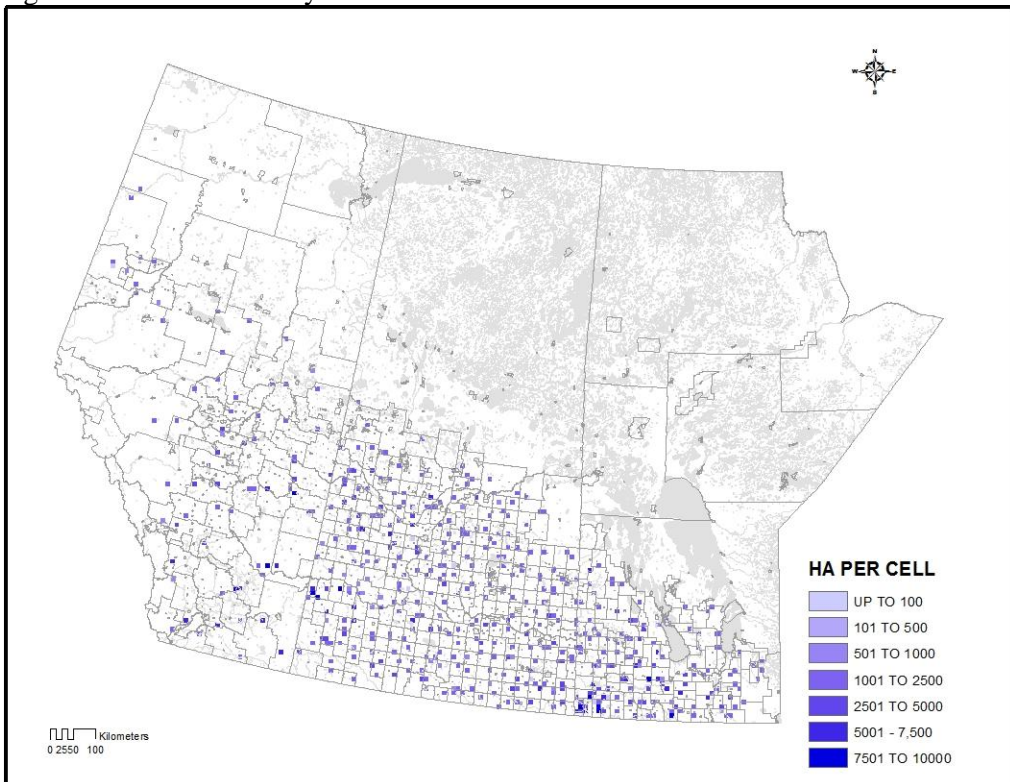 N
W E
S
HA PER CELL
UP TO 100
101 TO 500
501 TO 1000
1001 TO 2500
2501 TO 5000
5001 - 7,500
7501 TO 10000
Kilometers
0 2550 100